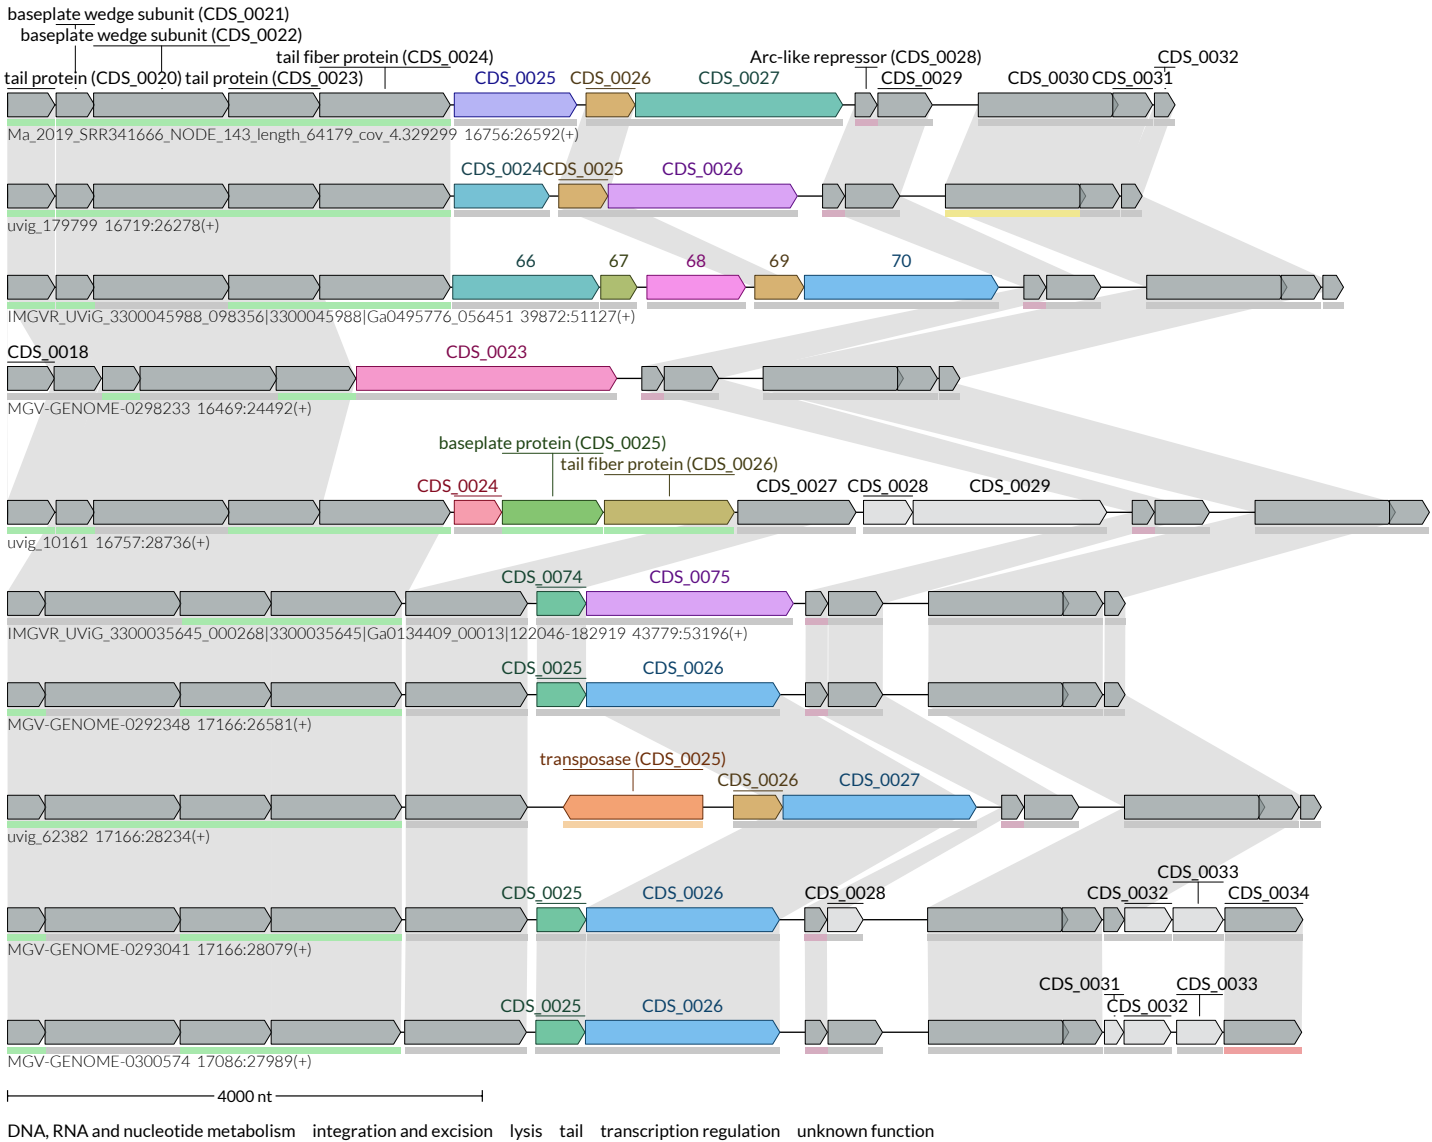 baseplate wedge subunit (CDS_0021)
baseplate wedge subunit (CDS_0022)
tail fiber protein (CDS_0024) Arc-like repressor (CDS_0028) CDS_0032
tail protein (CDS_0020) tail protein (CDS_0023) CDS_0025 CDS_0026 CDS_0027 CDS_0029 CDS_0030 CDS_0031
Ma_2019_SRR341666_NODE_143_length_64179_cov_4.329299 16756:26592(+)
CDS_0024 CDS_0025 CDS_0026
uvig_179799 16719:26278(+)
66 67 68 69 70
IMGVR_UViG_3300045988_098356|3300045988|Ga0495776_056451 39872:51127(+)
CDS_0018 CDS_0023
MGV-GENOME-0298233 16469:24492(+)
baseplate protein (CDS_0025)
tail fiber protein (CDS_0026)
CDS_0024 CDS_0027 CDS_0028 CDS_0029
uvig_10161 16757:28736(+)
CDS_0074 CDS_0075
IMGVR_UViG_3300035645_000268|3300035645|Ga0134409_00013|122046-182919 43779:53196(+)
CDS_0025 CDS_0026
MGV-GENOME-0292348 17166:26581(+)
transposase (CDS_0025)
CDS_0026 CDS_0027
uvig_62382 17166:28234(+)
CDS_0033
CDS_0025 CDS_0026 CDS_0028 CDS_0032 CDS_0034
MGV-GENOME-0293041 17166:28079(+)
CDS_0031 CDS_0033
CDS_0025 CDS_0026 CDS_0032
MGV-GENOME-0300574 17086:27989(+)
4000 nt
DNA, RNA and nucleotide metabolism integration and excision lysis tail transcription regulation unknown function